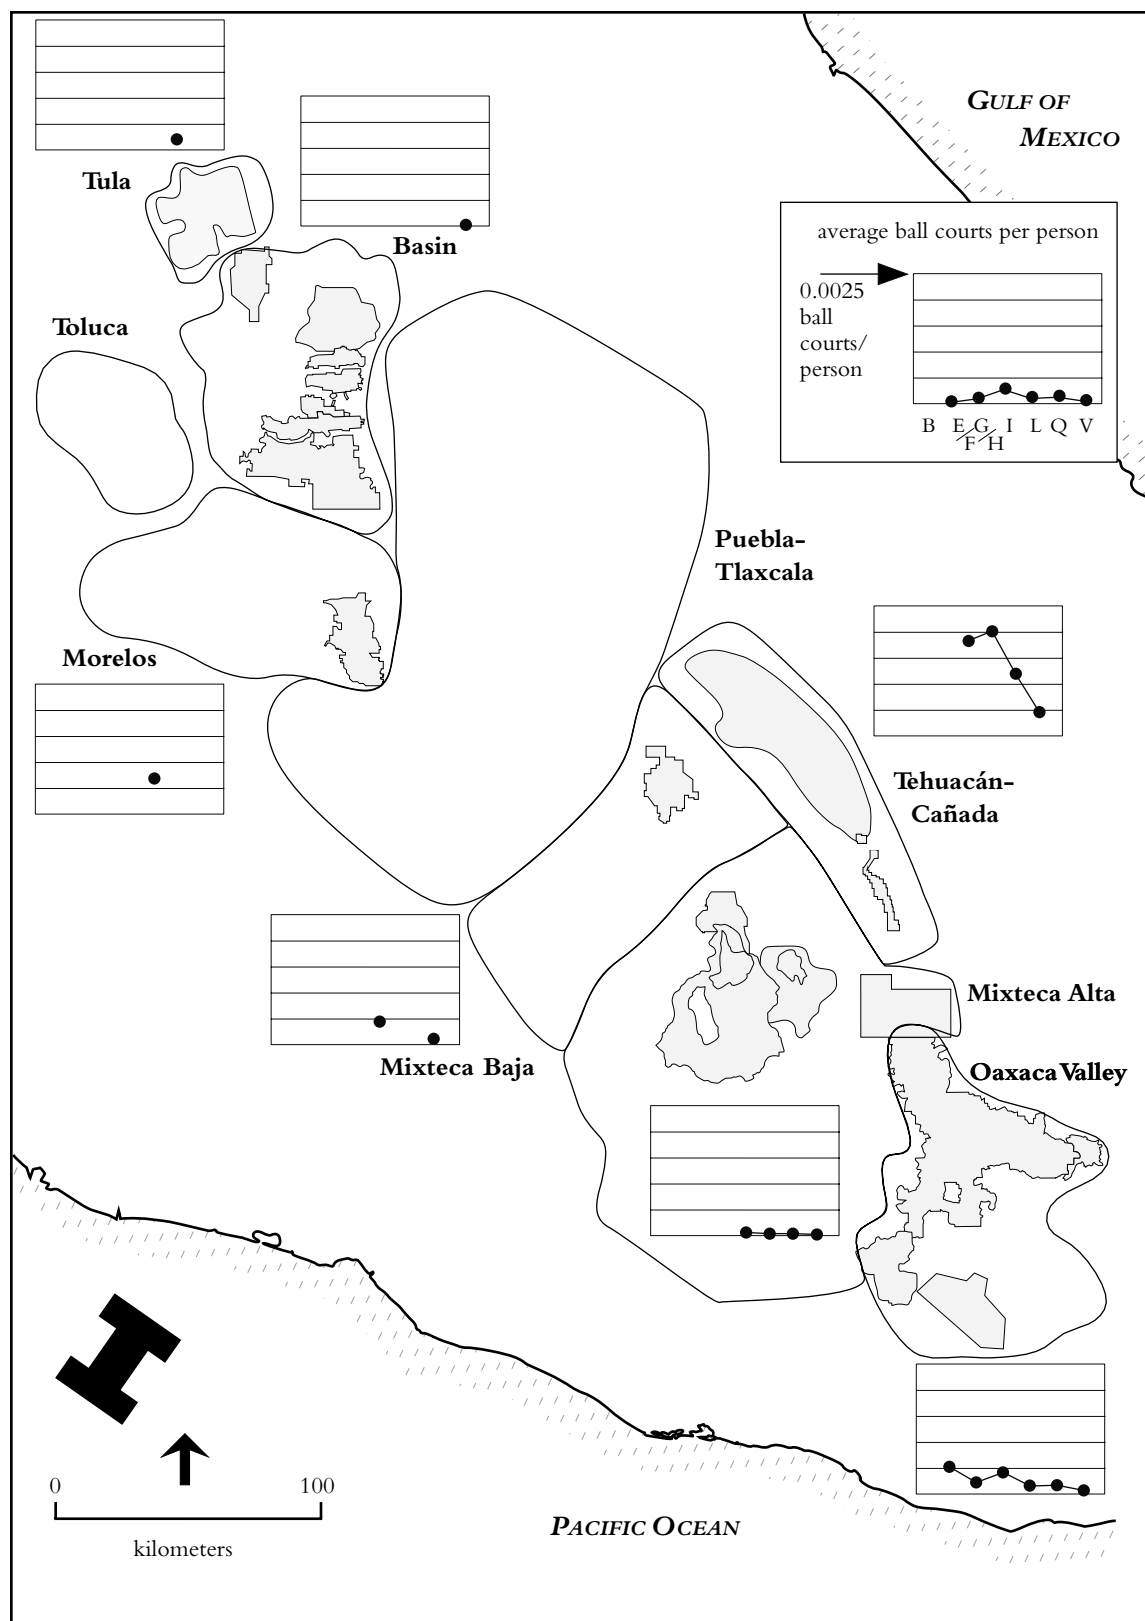 GULF OF
MEXICO
Tula
Basin
average ball courts per person
0.0025
ball
courts/
person
B E G I L Q V
F H
Toluca
Puebla-
Tlaxcala
Morelos
Tehuacán-
Cañada
Mixteca Alta
Mixteca Baja
Oaxaca Valley
0 100
kilometers
PACIFIC OCEAN